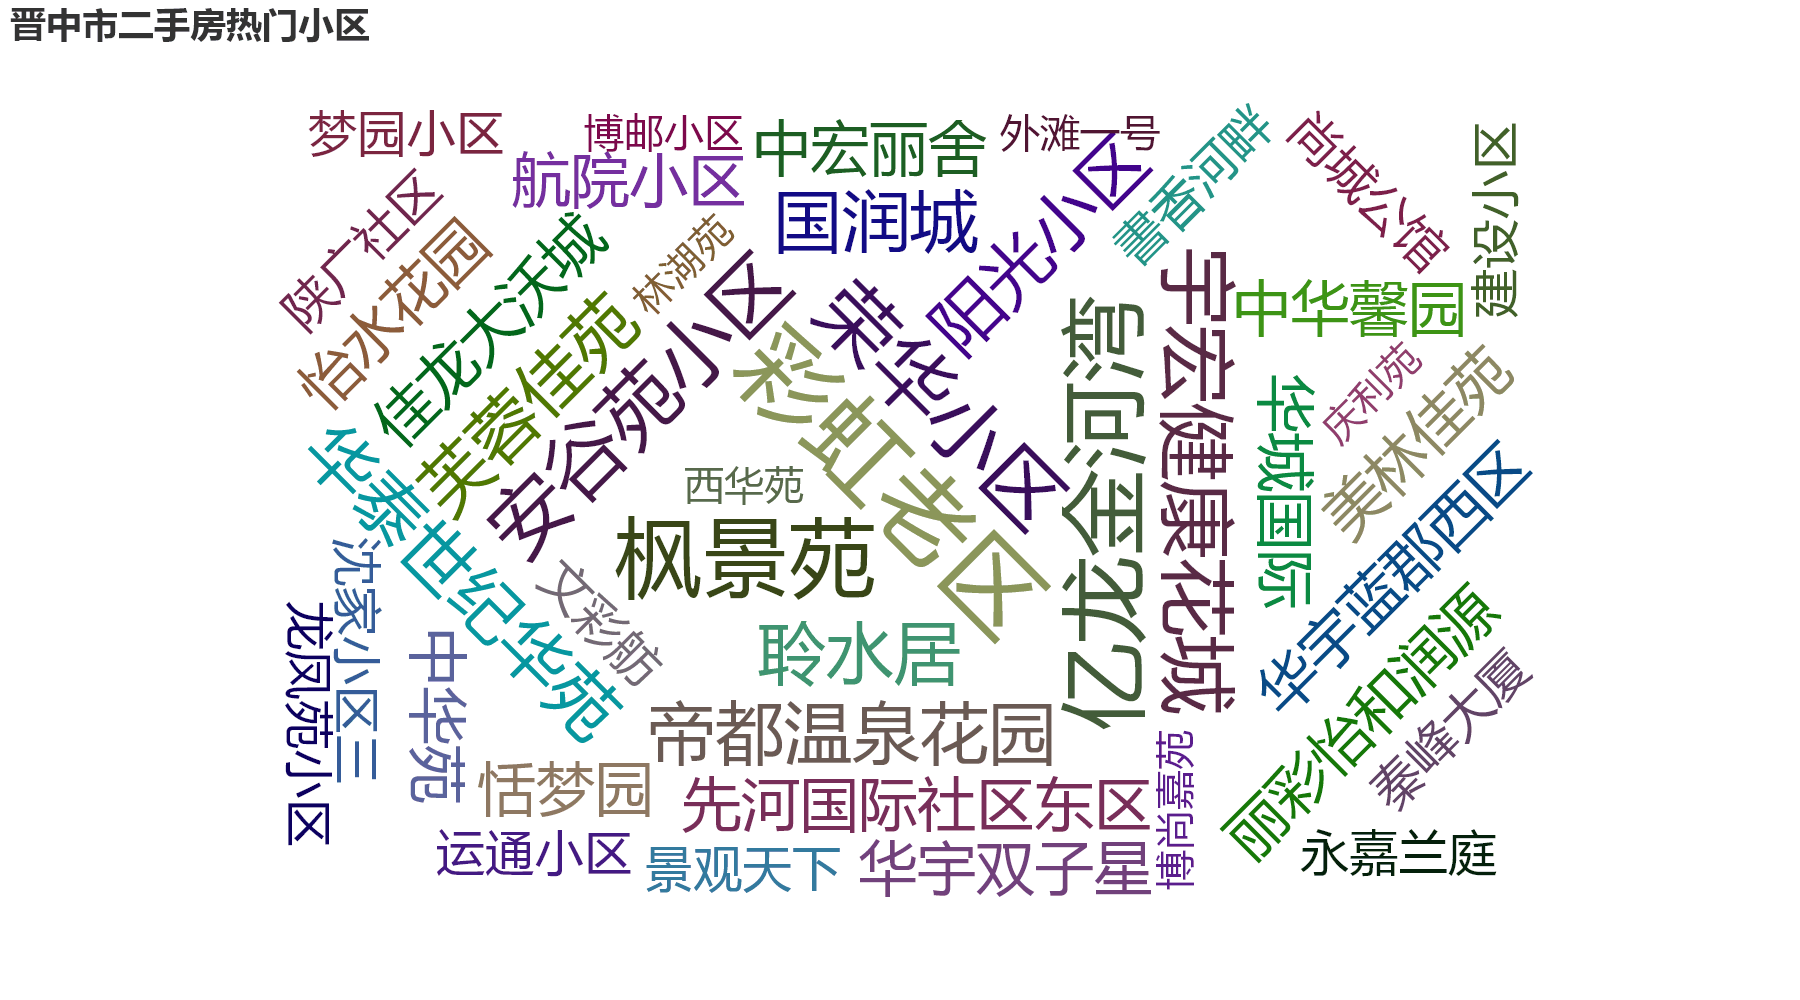 晋中市二手房热门小区
梦园小区
博邮小区
中宏丽舍
外滩一号
書香河畔
尚城公馆
建设小区
航院小区
国润城
阳光小区
陕广社区
怡水花园
佳龙大沃城
林湖苑
芙蓉佳苑
安谷苑小区
荣华小区
彩虹老区
亿龙金河湾
宇宏健康花城
中华馨园
华城国际
庆利苑
美林佳苑
华宇蓝郡西区
华泰世纪华苑
西华苑
枫景苑
文彩舫
沈家小区三
龙凤苑小区
中华苑
聆水居
帝都温泉花园
恬梦园
先河国际社区东区
博尚嘉苑
丽彩怡和润源
秦峰大厦
运通小区
景观天下
华宇双子星
永嘉兰庭